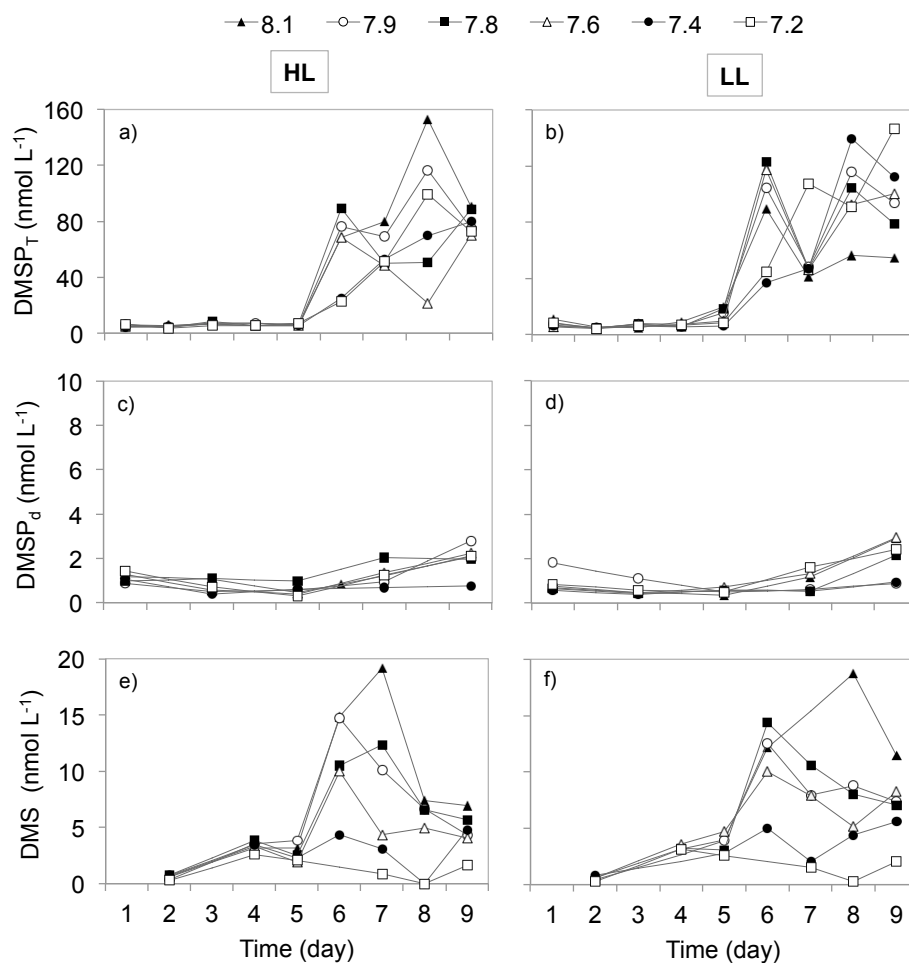 8.1 7.9 7.8 7.6 7.4 7.2
HL LL
DMSP_T (nmol L⁻¹)
160
120
80
40
0
a) b)
DMSP_d (nmol L⁻¹)
10
8
6
4
2
0
c) d)
DMS (nmol L⁻¹)
20
15
10
5
0
e) f)
1 2 3 4 5 6 7 8 9 1 2 3 4 5 6 7 8 9
Time (day) Time (day)